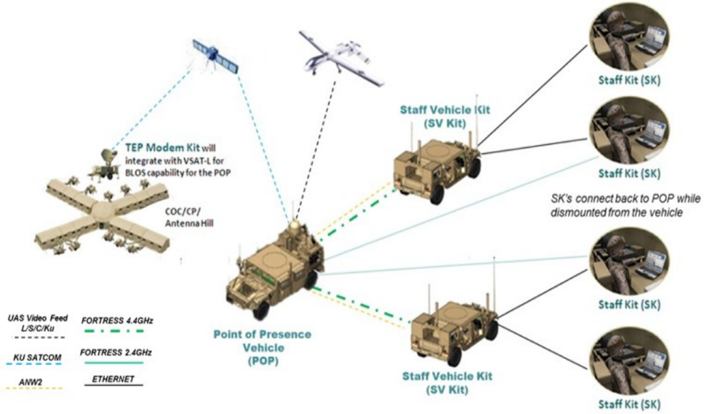 Staff Kit (SK)
Staff Vehicle Kit
(SV Kit)
TEP Modem Kit will
integrate with VSAT-L for
BLOS capability for the POP
Staff Kit (SK)
SK's connect back to POP while
dismounted from the vehicle
COC/CP/
Antenna Hill
Staff Kit (SK)
UAS Video Feed
L/S/C/Ku
FORTRESS 4.4GHz
KU SATCOM
FORTRESS 2.4GHz
ANW2
ETHERNET
Point of Presence
Vehicle
(POP)
Staff Vehicle Kit
(SV Kit)
Staff Kit (SK)